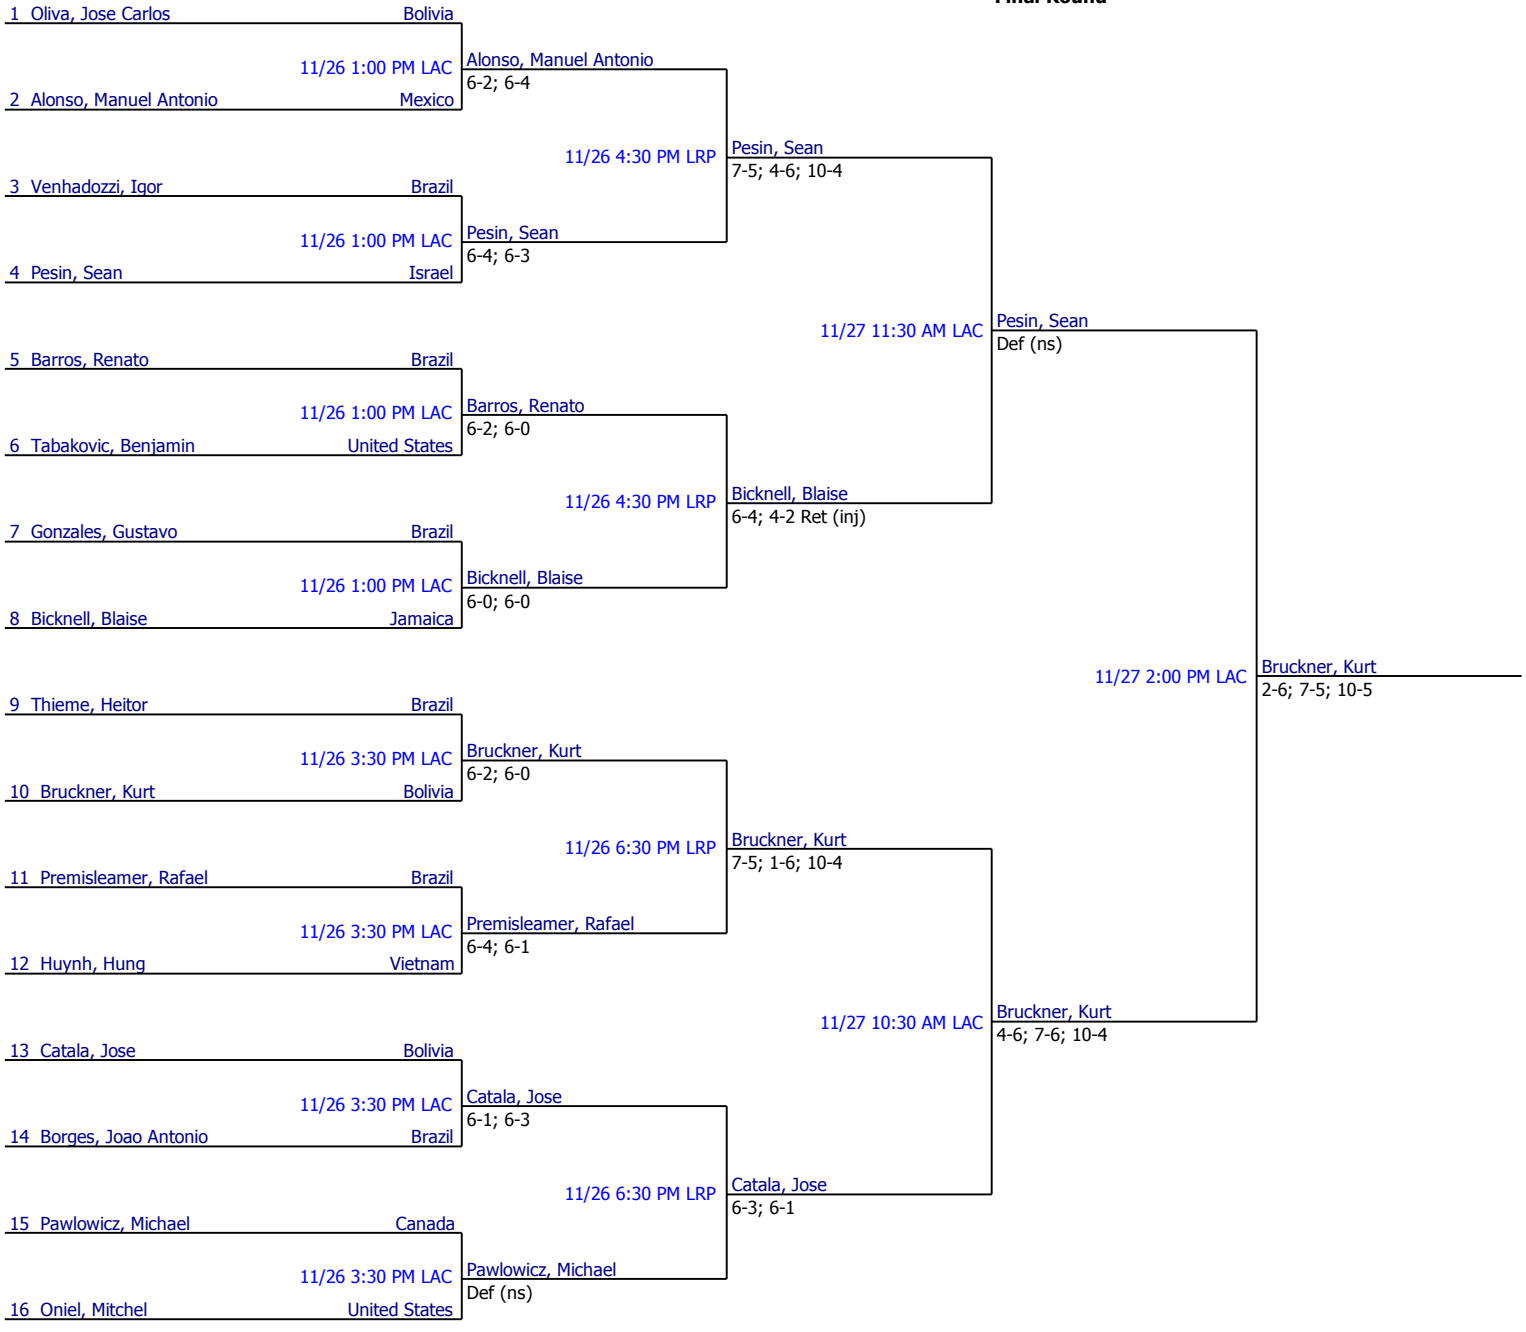 Final Round
1 Oliva, Jose Carlos Bolivia
11/26 1:00 PM LAC Alonso, Manuel Antonio
6-2; 6-4
2 Alonso, Manuel Antonio Mexico
11/26 4:30 PM LRP Pesin, Sean
7-5; 4-6; 10-4
3 Venhadozzi, Igor Brazil
11/26 1:00 PM LAC Pesin, Sean
6-4; 6-3
4 Pesin, Sean Israel
11/27 11:30 AM LAC Pesin, Sean
Def (ns)
5 Barros, Renato Brazil
11/26 1:00 PM LAC Barros, Renato
6-2; 6-0
6 Tabakovic, Benjamin United States
11/26 4:30 PM LRP Bicknell, Blaise
6-4; 4-2 Ret (inj)
7 Gonzales, Gustavo Brazil
11/26 1:00 PM LAC Bicknell, Blaise
6-0; 6-0
8 Bicknell, Blaise Jamaica
11/27 2:00 PM LAC Bruckner, Kurt
2-6; 7-5; 10-5
9 Thieme, Heitor Brazil
11/26 3:30 PM LAC Bruckner, Kurt
6-2; 6-0
10 Bruckner, Kurt Bolivia
11/26 6:30 PM LRP Bruckner, Kurt
7-5; 1-6; 10-4
11 Premisleamer, Rafael Brazil
11/26 3:30 PM LAC Premisleamer, Rafael
6-4; 6-1
12 Huynh, Hung Vietnam
11/27 10:30 AM LAC Bruckner, Kurt
4-6; 7-6; 10-4
13 Catala, Jose Bolivia
11/26 3:30 PM LAC Catala, Jose
6-1; 6-3
14 Borges, Joao Antonio Brazil
11/26 6:30 PM LRP Catala, Jose
6-3; 6-1
15 Pawlowicz, Michael Canada
11/26 3:30 PM LAC Pawlowicz, Michael
Def (ns)
16 Oniel, Mitchel United States